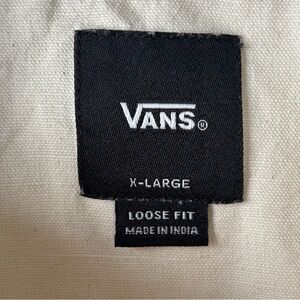 VANS®
X-LARGE
LOOSE FIT
MADE IN INDIA